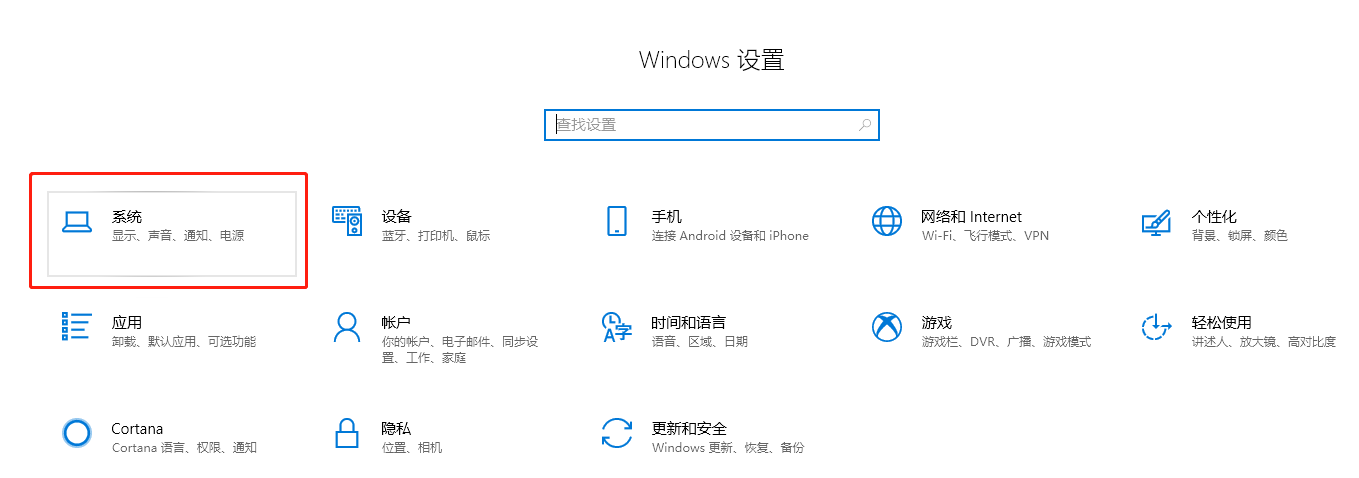 Windows 设置
查找设置
系统
显示、声音、通知、电源
设备
蓝牙、打印机、鼠标
手机
连接 Android 设备和 iPhone
网络和 Internet
Wi-Fi、飞行模式、VPN
个性化
背景、锁屏、颜色
应用
卸载、默认应用、可选功能
帐户
你的帐户、电子邮件、同步设
置、工作、家庭
A字
时间和语言
语音、区域、日期
游戏
游戏栏、DVR、广播、游戏模式
轻松使用
讲述人、放大镜、高对比度
Cortana
Cortana 语言、权限、通知
隐私
位置、相机
更新和安全
Windows 更新、恢复、备份